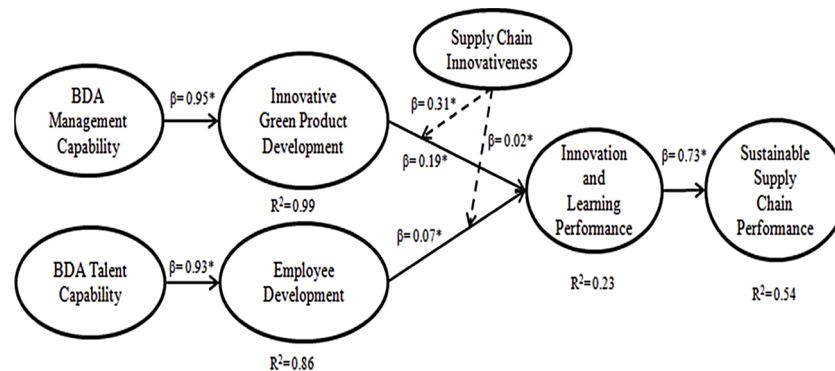 Supply Chain
Innovativeness
BDA
Management
Capability
β=0.95*
Innovative
Green Product
Development
R²=0.99
β=0.31*
β=0.02*
β=0.19*
Innovation
and
Learning
Performance
R²=0.23
β=0.73*
Sustainable
Supply
Chain
Performance
R²=0.54
BDA Talent
Capability
β=0.93*
Employee
Development
R²=0.86
β=0.07*